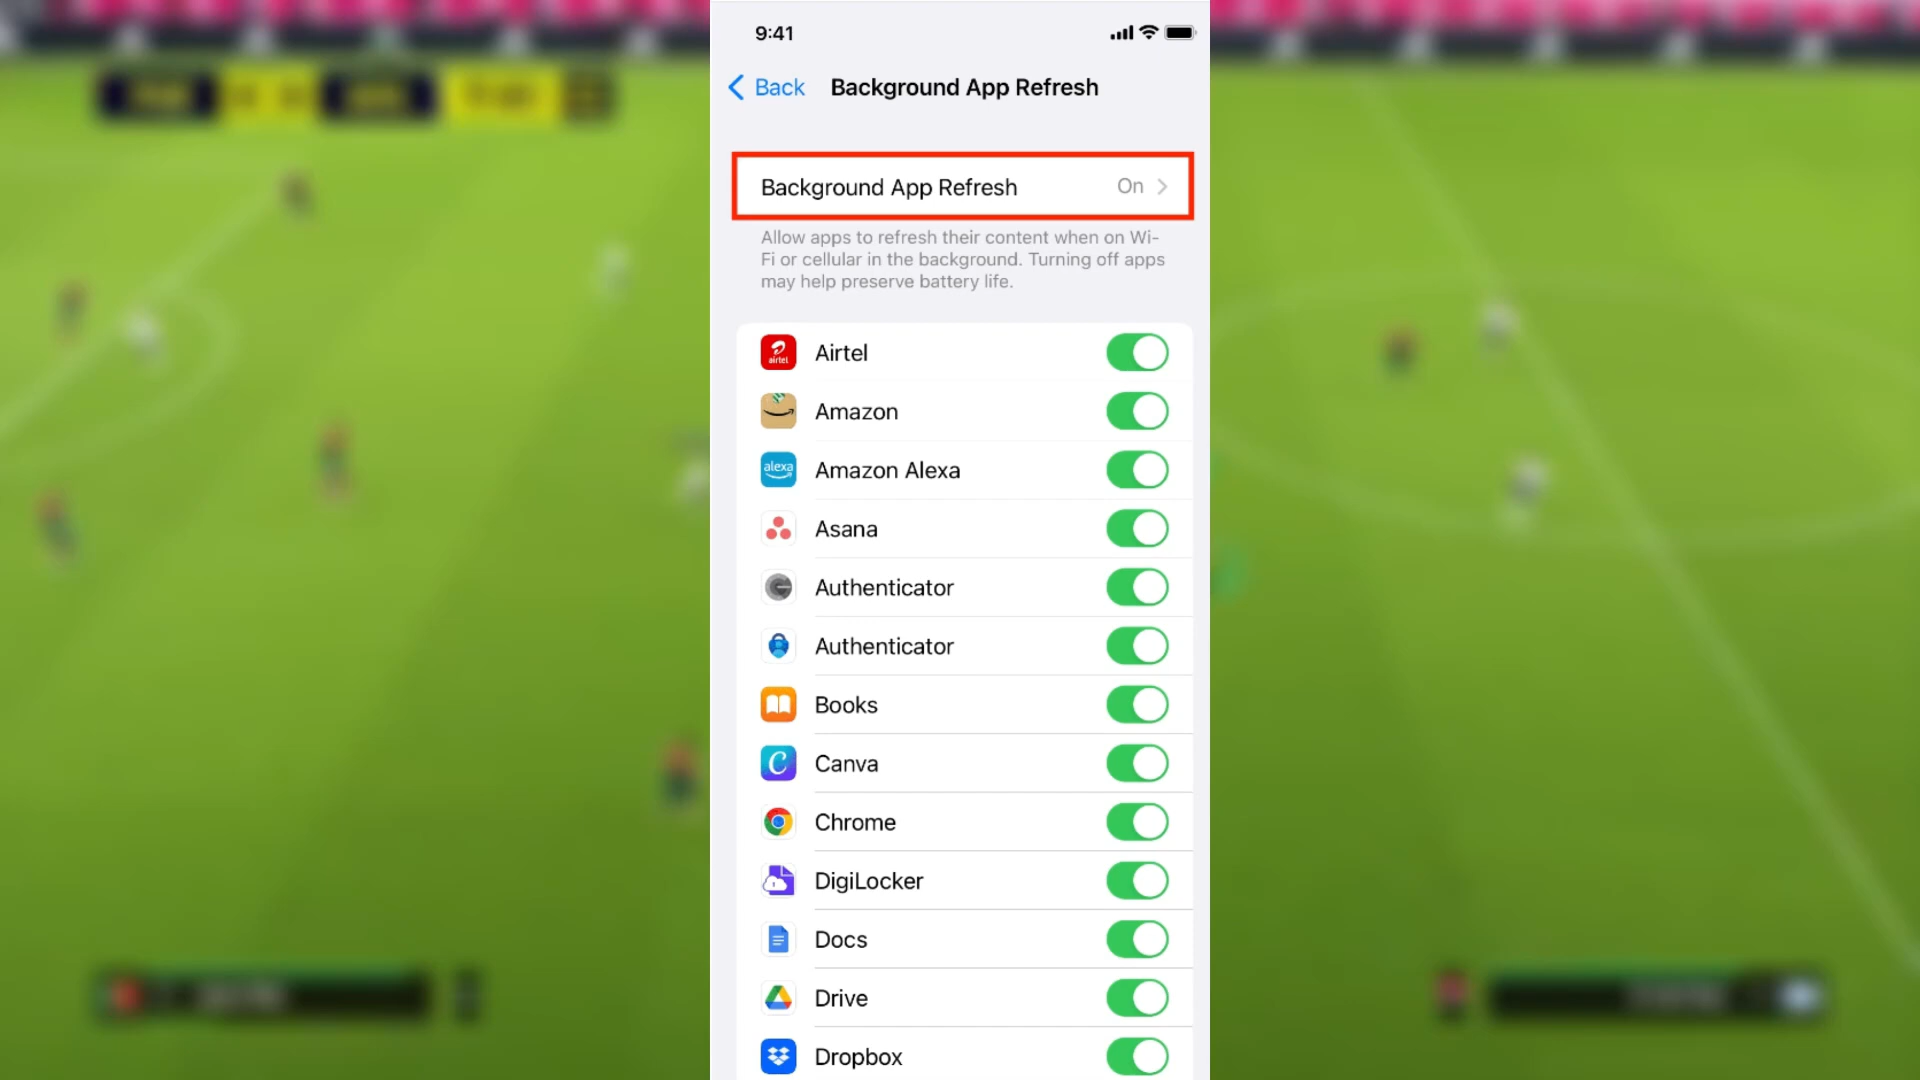 9:41
Back
Background App Refresh
Background App Refresh On
Allow apps to refresh their content when on Wi-
Fi or cellular in the background. Turning off apps
may help preserve battery life.
airtel
Airtel
Amazon
alexa
Amazon Alexa
Asana
Authenticator
Authenticator
Books
C
Canva
Chrome
DigiLocker
Docs
Drive
Dropbox